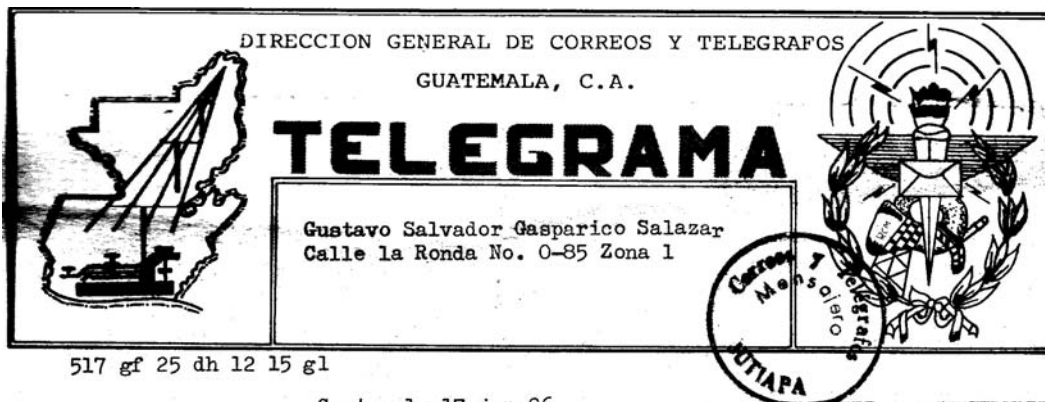 DIRECCION GENERAL DE CORREOS Y TELEGRAFOS
GUATEMALA, C.A.
TELEGRAMA
Gustavo Salvador Gasparico Salazar
Calle la Ronda No. 0-85 Zona 1
Correos y Telegrafos
Mensajero
JUTIAPA
517 gf 25 dh 12 15 gl